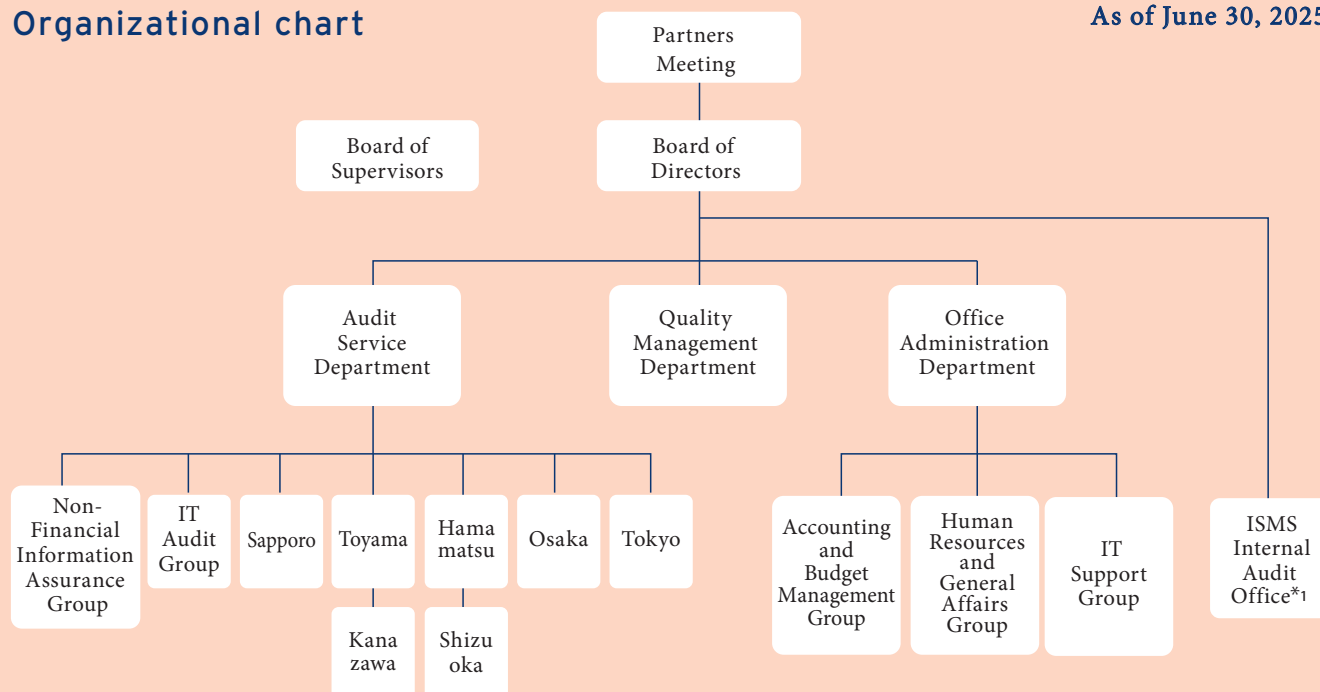 Organizational chart
As of June 30, 2025
Partners
Meeting
Board of
Supervisors
Board of
Directors
Audit
Service
Department
Quality
Management
Department
Office
Administration
Department
Non-
Financial
Information
Assurance
Group
IT
Audit
Group
Sapporo
Toyama
Hama
matsu
Osaka
Tokyo
Accounting
and
Budget
Management
Group
Human
Resources
and
General
Affairs
Group
IT
Support
Group
ISMS
Internal
Audit
Office*1
Kana
zawa
Shizu
oka